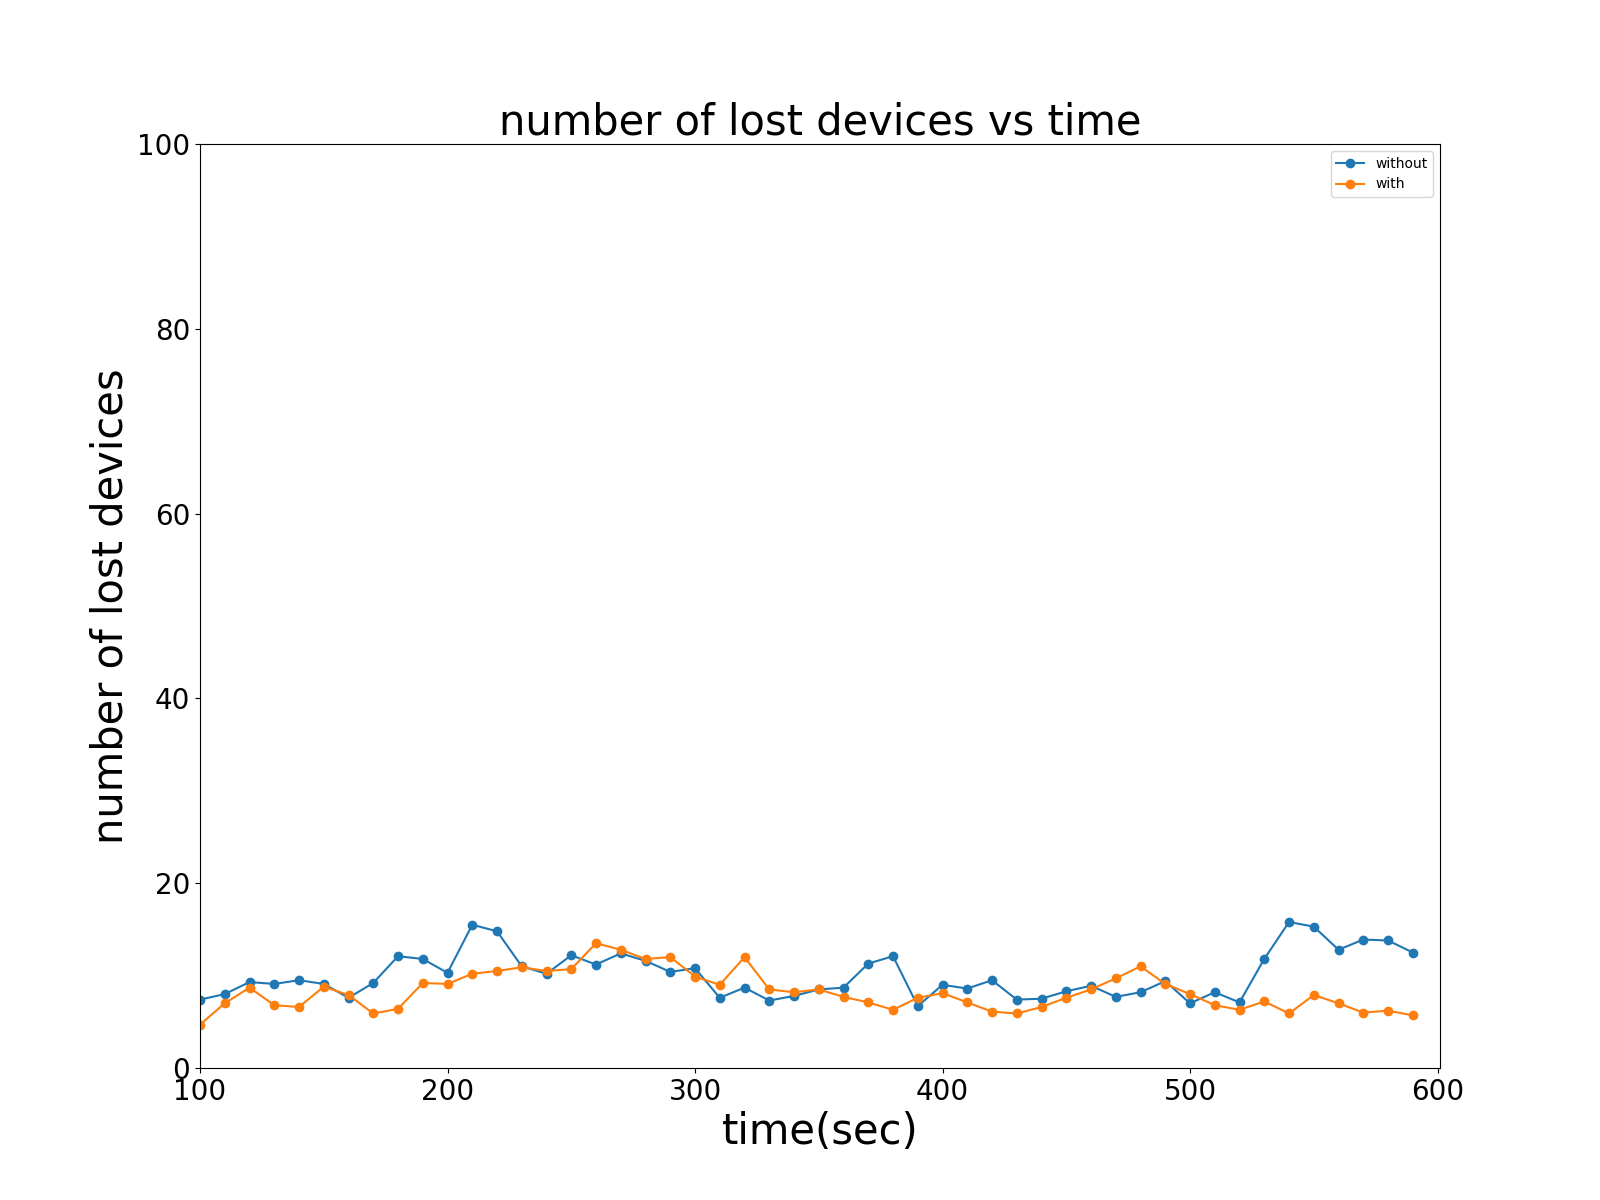 number of lost devices vs time
without
with
number of lost devices
100
80
60
40
20
0
100 200 300 400 500 600
time(sec)